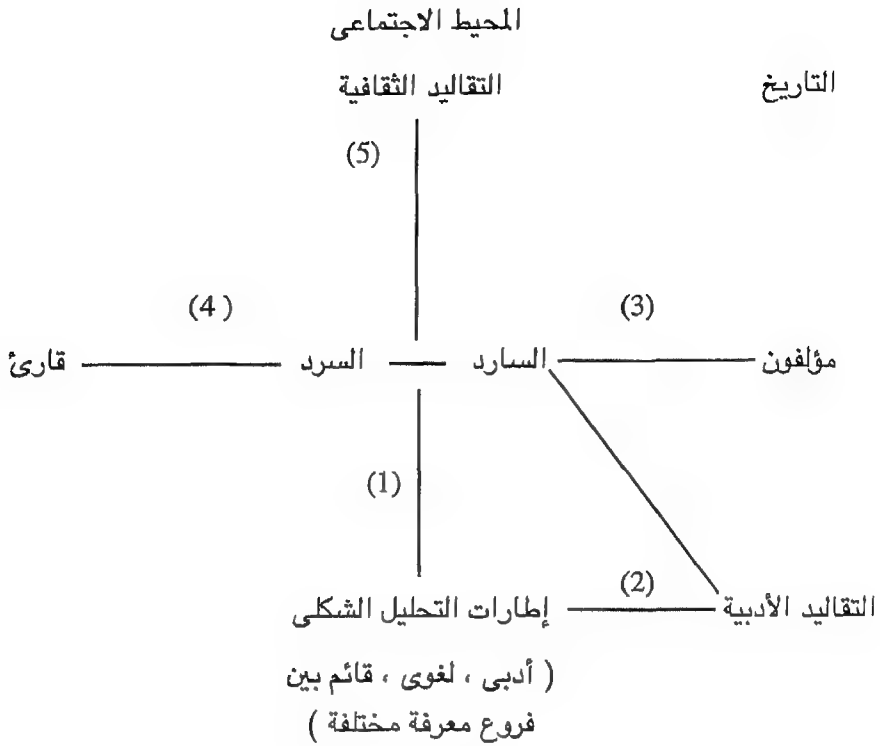 المحيط الاجتماعى
التاريخ التقاليد الثقافية
(5)
(3) (4)
مؤلفون السارد السرد قارئ
(1)
(2)
التقاليد الأدبية إطارات التحليل الشكلى
( أدبى ، لغوى ، قائم بين
فروع معرفة مختلفة )